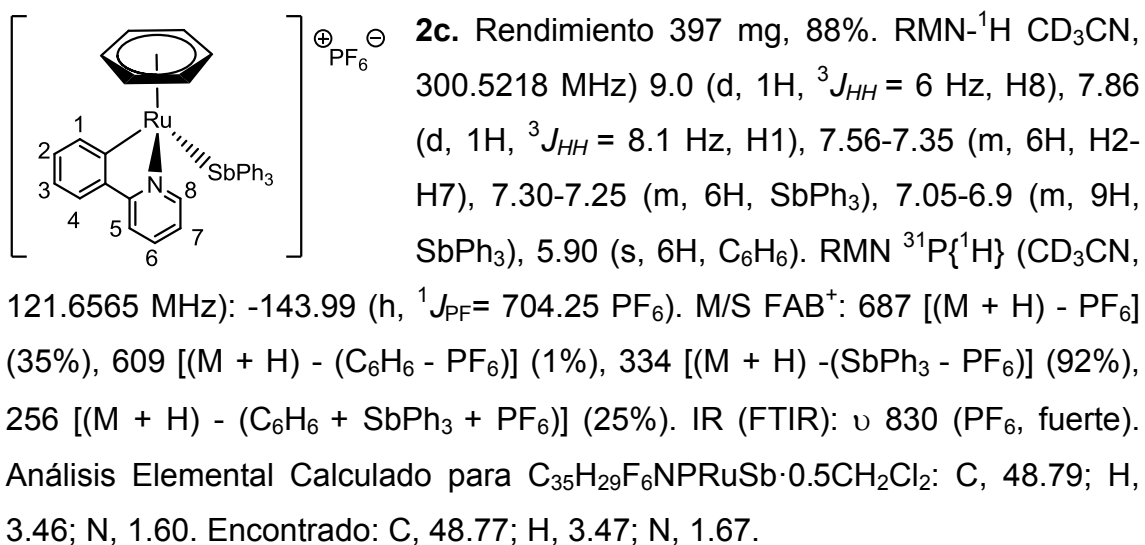 ⊕ ⊖
PF₆
Ru
1
2
3
4
N
SbPh₃
8
5
7
6
2c. Rendimiento 397 mg, 88%. RMN-¹H CD₃CN,
300.5218 MHz) 9.0 (d, 1H, ³J_HH = 6 Hz, H8), 7.86
(d, 1H, ³J_HH = 8.1 Hz, H1), 7.56-7.35 (m, 6H, H2-
H7), 7.30-7.25 (m, 6H, SbPh₃), 7.05-6.9 (m, 9H,
SbPh₃), 5.90 (s, 6H, C₆H₆). RMN ³¹P{¹H} (CD₃CN,
121.6565 MHz): -143.99 (h, ¹J_PF= 704.25 PF₆). M/S FAB⁺: 687 [(M + H) - PF₆]
(35%), 609 [(M + H) - (C₆H₆ - PF₆)] (1%), 334 [(M + H) -(SbPh₃ - PF₆)] (92%),
256 [(M + H) - (C₆H₆ + SbPh₃ + PF₆)] (25%). IR (FTIR): υ 830 (PF₆, fuerte).
Análisis Elemental Calculado para C₃₅H₂₉F₆NPRuSb·0.5CH₂Cl₂: C, 48.79; H,
3.46; N, 1.60. Encontrado: C, 48.77; H, 3.47; N, 1.67.